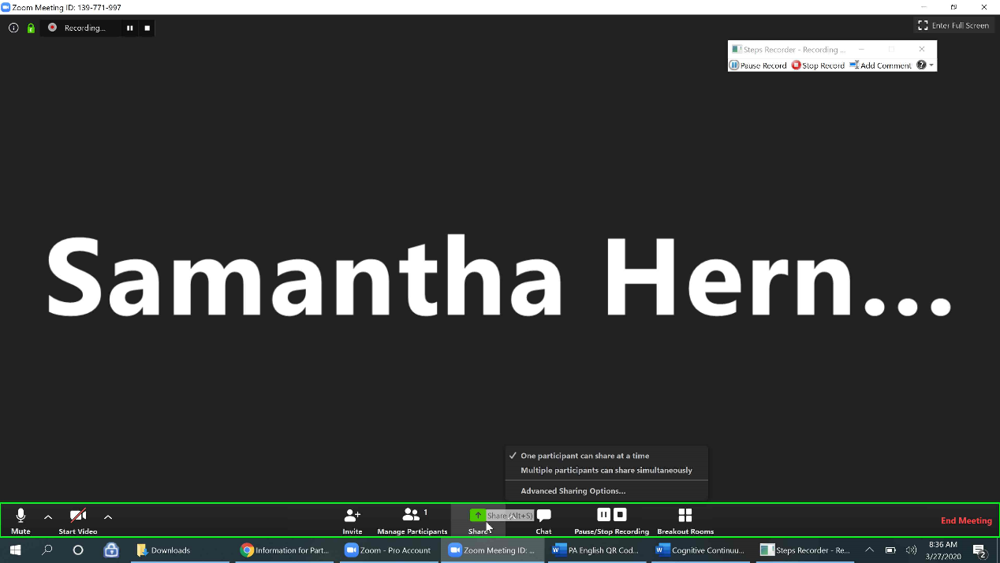 Zoom Meeting ID: 139-771-997
Recording...
Enter Full Screen
Steps Recorder - Recording ...
Pause Record Stop Record Add Comment
Samantha Hern...
One participant can share at a time
Multiple participants can share simultaneously
Advanced Sharing Options...
1
Share (Alt+S)
Mute Start Video Invite Manage Participants Share Chat Pause/Stop Recording Breakout Rooms End Meeting
Downloads Information for Part... Zoom - Pro Account Zoom Meeting ID: ... PA English QR Cod... Cognitive Continuu... Steps Recorder - Re...
8:36 AM
3/27/2020
2